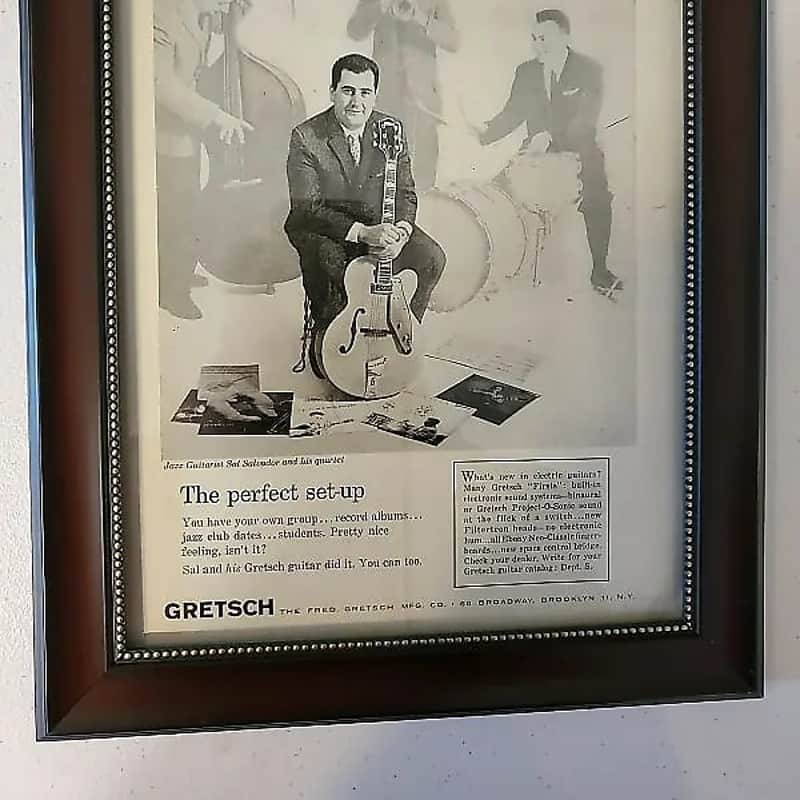 Jazz Guitarist Sal Salvador and his quartet
The perfect set-up
You have your own group...record albums...
jazz club dates...students. Pretty nice
feeling, isn't it?
Sal and his Gretsch guitar did it. You can too.
What's new in electric guitars?
Many Gretsch "Firsts": built-in
electronic sound systems—binaural
or Gretsch Project-O-Sonic sound
at the flick of a switch...new
Filtertron heads—no electronic
hum...all Ebony Neo-Classic finger-
boards...new space control bridge.
Check your dealer. Write for your
Gretsch guitar catalog: Dept. S.
GRETSCH THE FRED. GRETSCH MFG. CO. • 60 BROADWAY, BROOKLYN 11, N.Y.